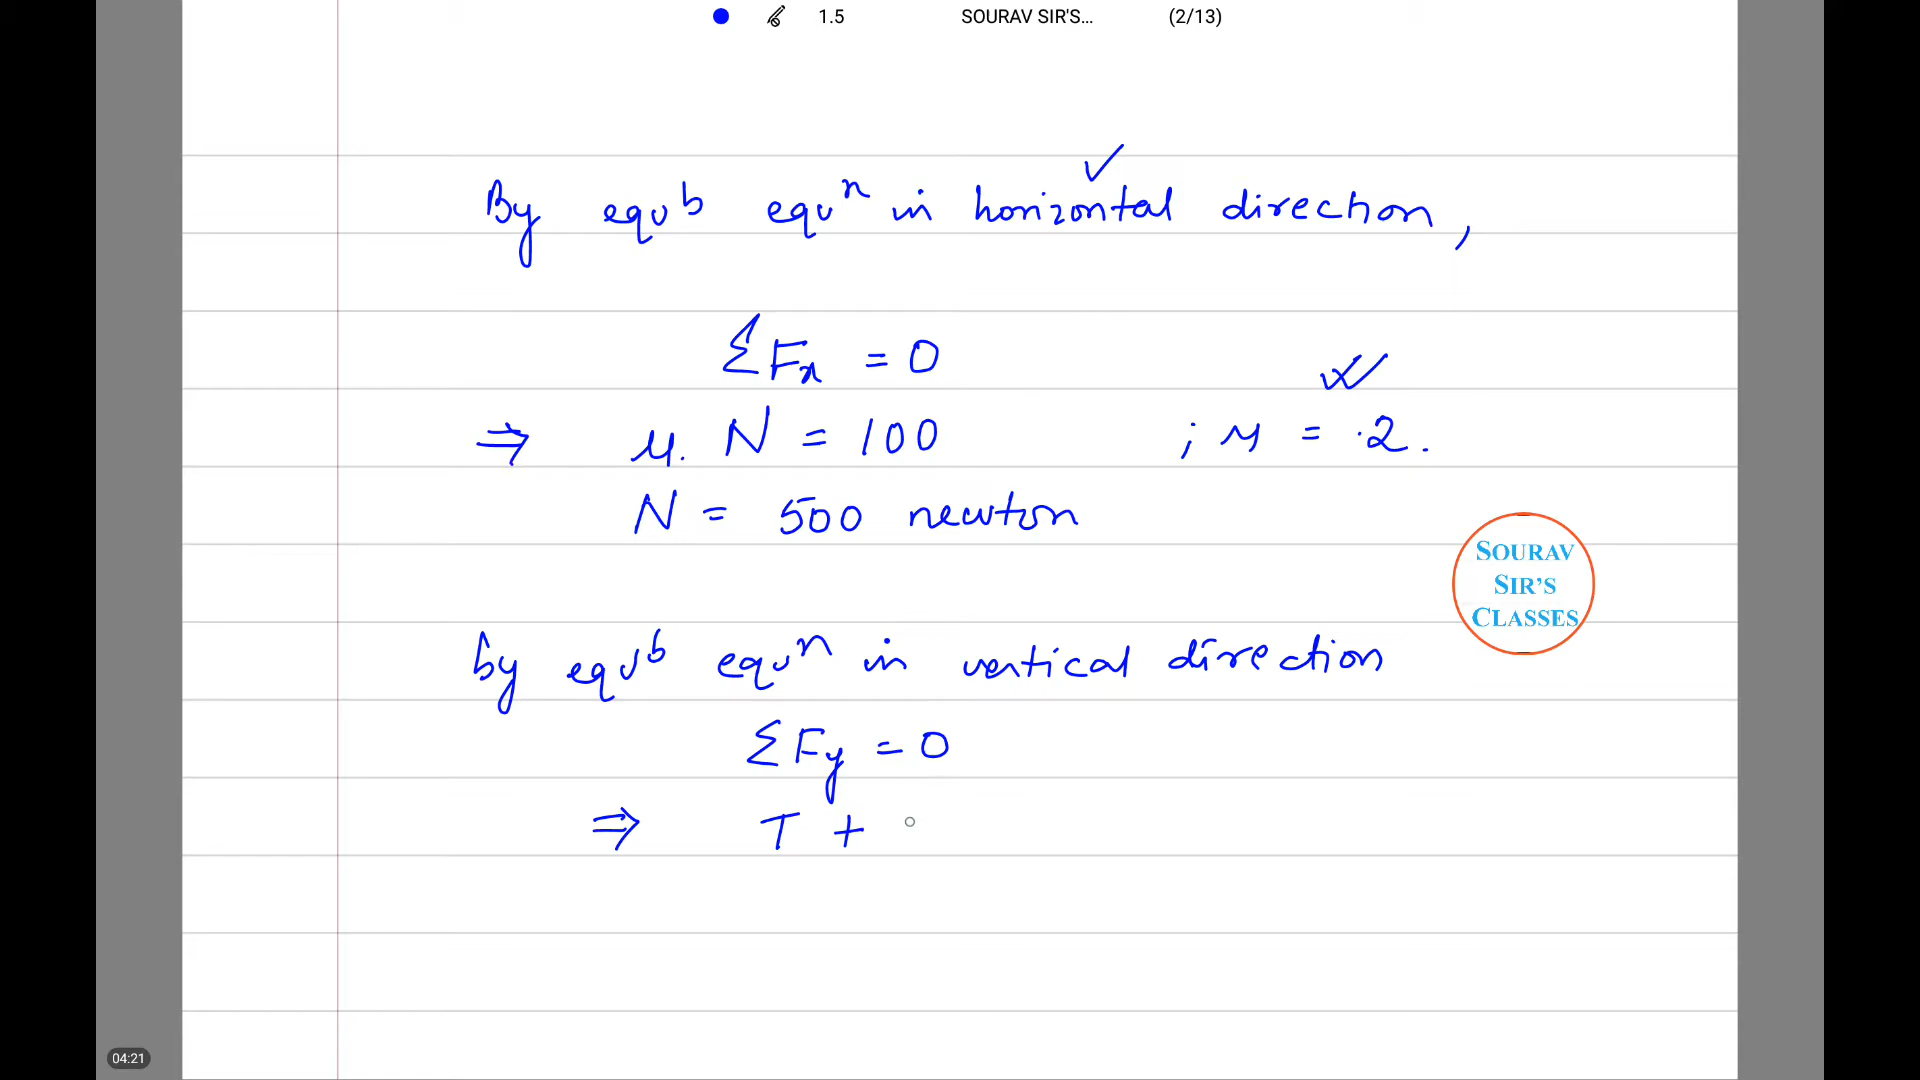 1.5 SOURAV SIR'S... (2/13)
By equb equn in horizontal direction,
ΣFx = 0
⇒ μ. N = 100 ; μ = .2.
N = 500 newton
SOURAV
SIR'S
CLASSES
by equb equn in vertical direction
ΣFy = 0
⇒ T +
04:21